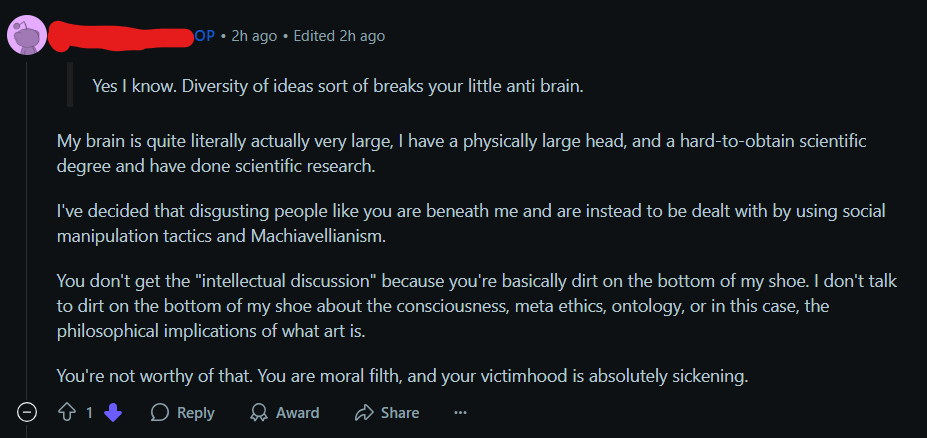 OP • 2h ago • Edited 2h ago
Yes I know. Diversity of ideas sort of breaks your little anti brain.
My brain is quite literally actually very large, I have a physically large head, and a hard-to-obtain scientific
degree and have done scientific research.
I've decided that disgusting people like you are beneath me and are instead to be dealt with by using social
manipulation tactics and Machiavellianism.
You don't get the "intellectual discussion" because you're basically dirt on the bottom of my shoe. I don't talk
to dirt on the bottom of my shoe about the consciousness, meta ethics, ontology, or in this case, the
philosophical implications of what art is.
You're not worthy of that. You are moral filth, and your victimhood is absolutely sickening.
1 Reply Award Share ...